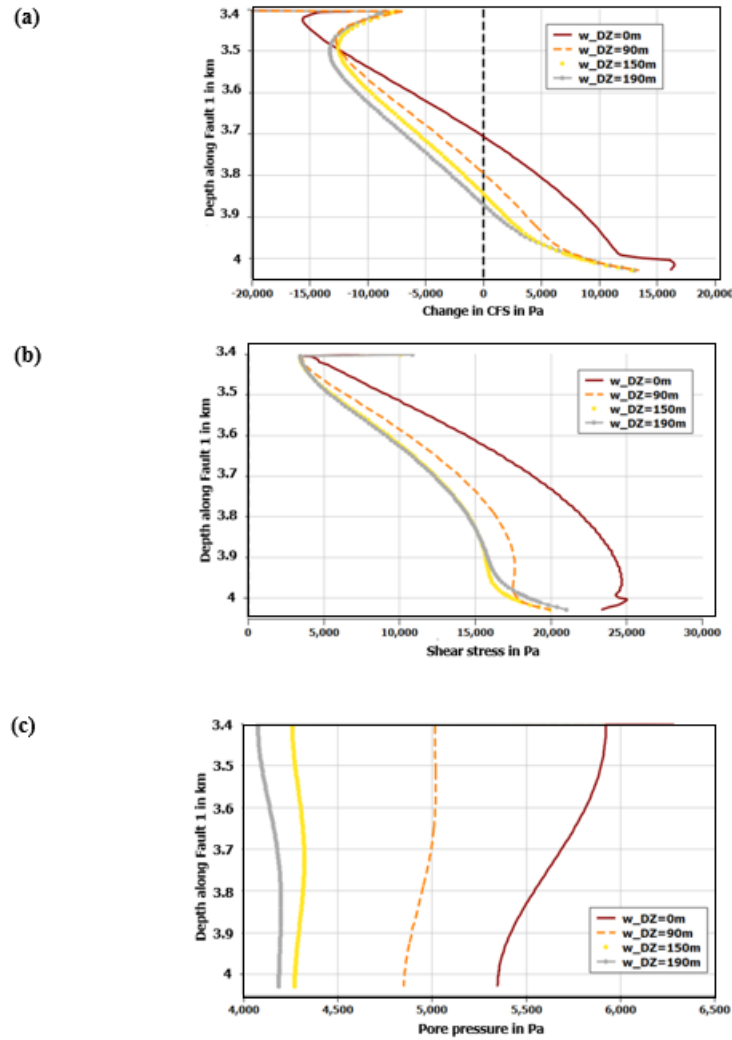 (a)
3.4
3.5
3.6
3.7
3.8
3.9
4
Depth along Fault 1 in km
w_DZ=0m
w_DZ=90m
w_DZ=150m
w_DZ=190m
-20,000 -15,000 -10,000 -5,000 0 5,000 10,000 15,000 20,000
Change in CFS in Pa
(b)
3.4
3.5
3.6
3.7
3.8
3.9
4
Depth along Fault 1 in km
w_DZ=0m
w_DZ=90m
w_DZ=150m
w_DZ=190m
0 5,000 10,000 15,000 20,000 25,000 30,000
Shear stress in Pa
(c)
3.4
3.5
3.6
3.7
3.8
3.9
4
Depth along Fault 1 in km
w_DZ=0m
w_DZ=90m
w_DZ=150m
w_DZ=190m
4,000 4,500 5,000 5,500 6,000 6,500
Pore pressure in Pa